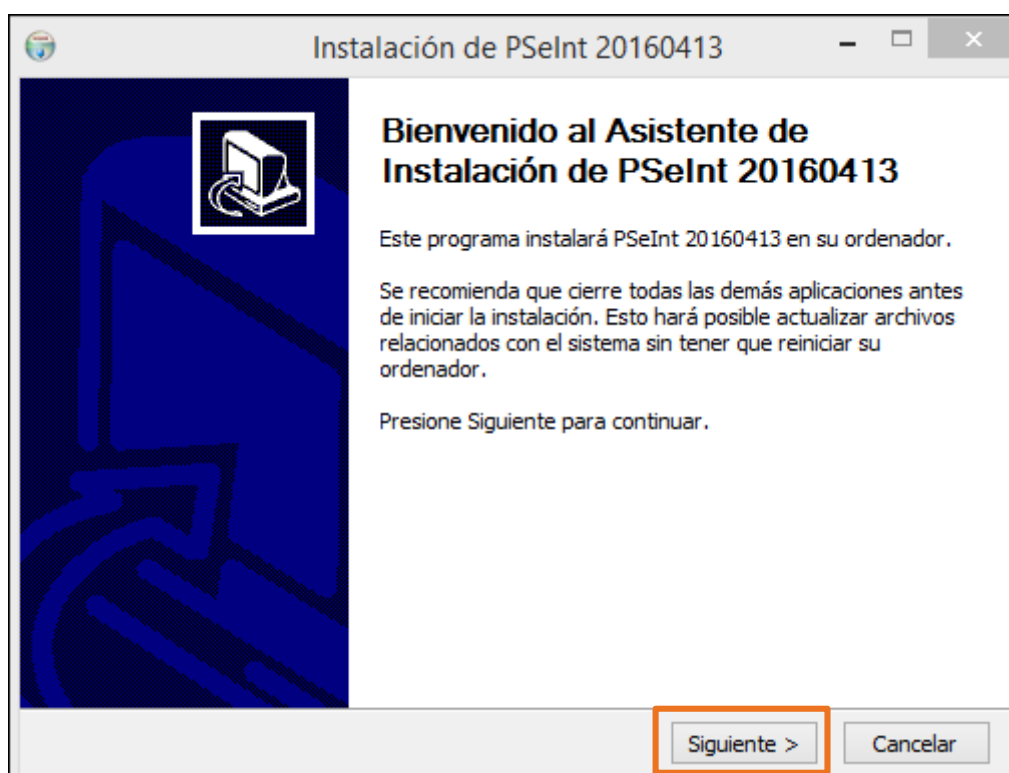 Instalación de PSeInt 20160413
Bienvenido al Asistente de
Instalación de PSeInt 20160413
Este programa instalará PSeInt 20160413 en su ordenador.
Se recomienda que cierre todas las demás aplicaciones antes
de iniciar la instalación. Esto hará posible actualizar archivos
relacionados con el sistema sin tener que reiniciar su
ordenador.
Presione Siguiente para continuar.
Siguiente >
Cancelar